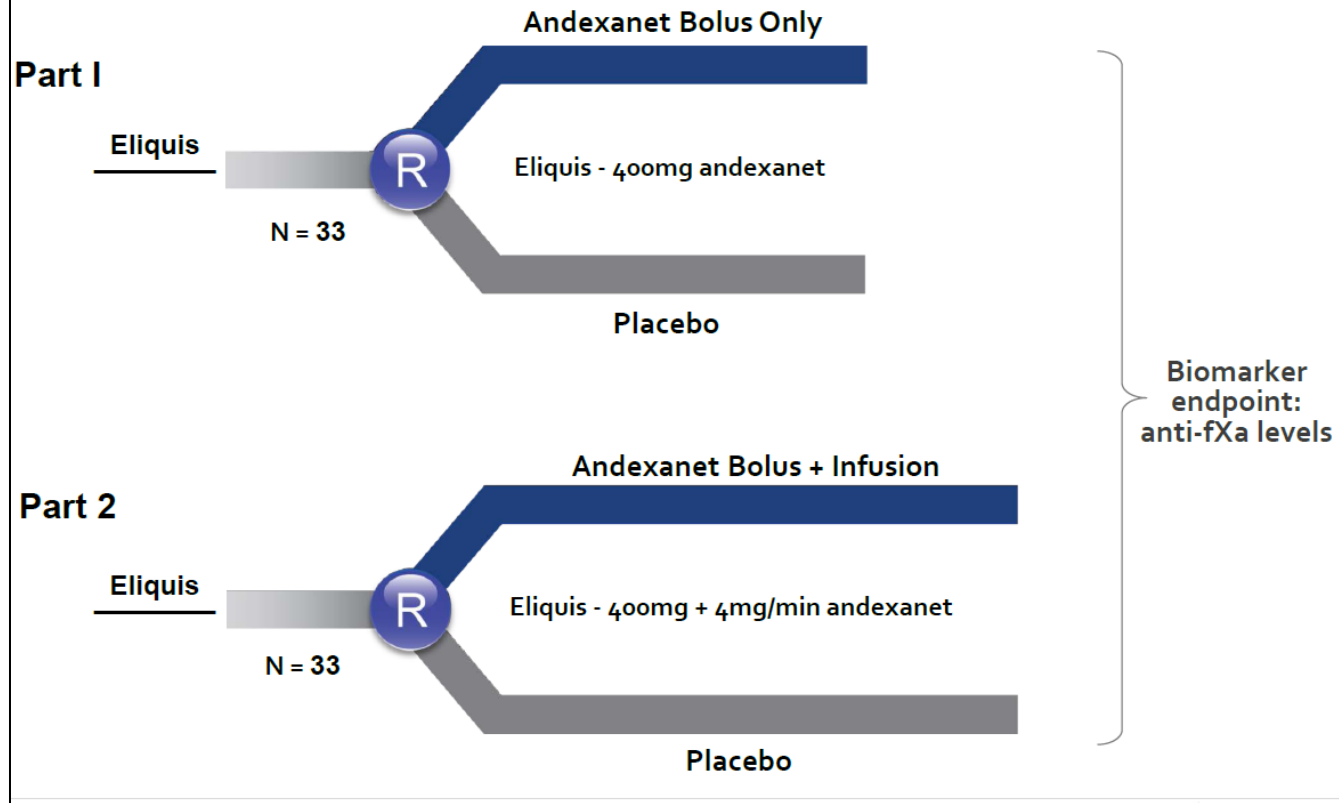 Andexanet Bolus Only
Part I
Eliquis
R
Eliquis - 400mg andexanet
N = 33
Placebo
Biomarker
endpoint:
anti-fXa levels
Andexanet Bolus + Infusion
Part 2
Eliquis
R
Eliquis - 400mg + 4mg/min andexanet
N = 33
Placebo